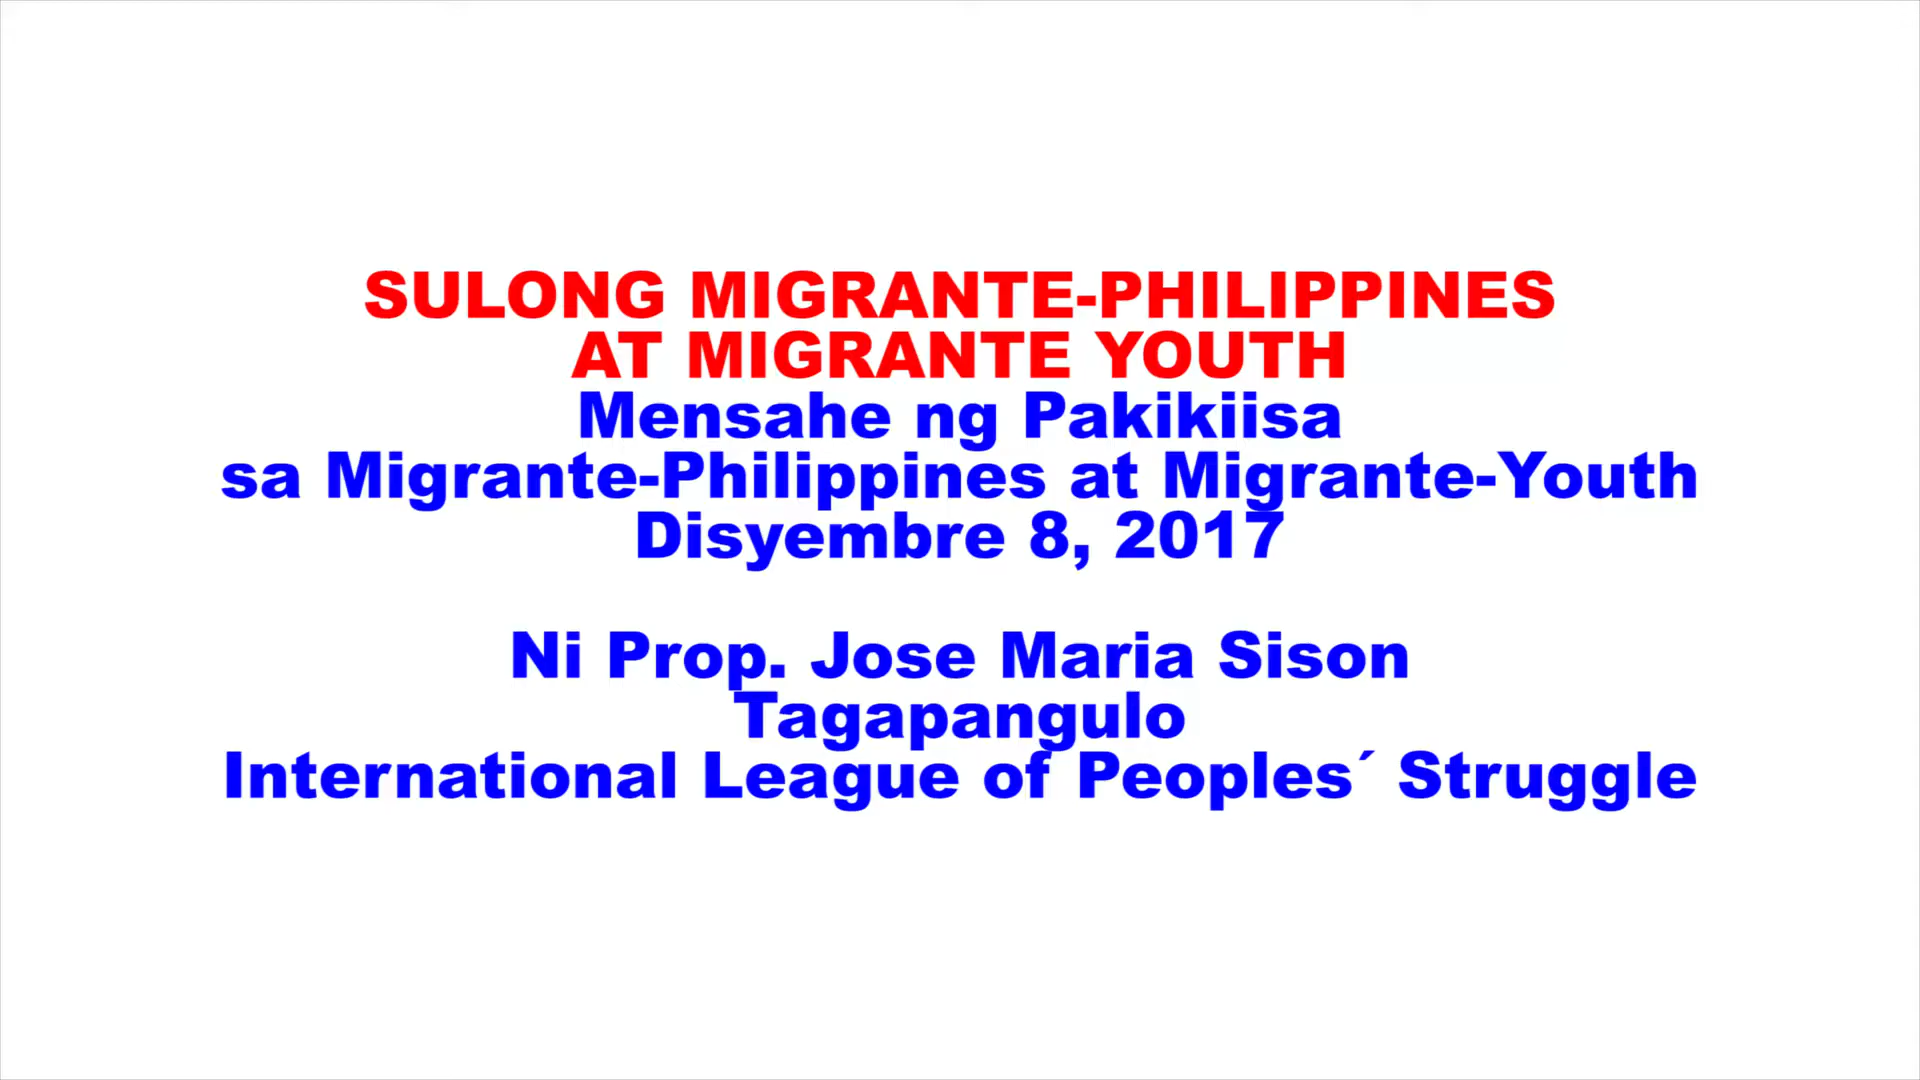 SULONG MIGRANTE-PHILIPPINES
AT MIGRANTE YOUTH
Mensahe ng Pakikiisa
sa Migrante-Philippines at Migrante-Youth
Disyembre 8, 2017
Ni Prop. Jose Maria Sison
Tagapangulo
International League of Peoples´ Struggle